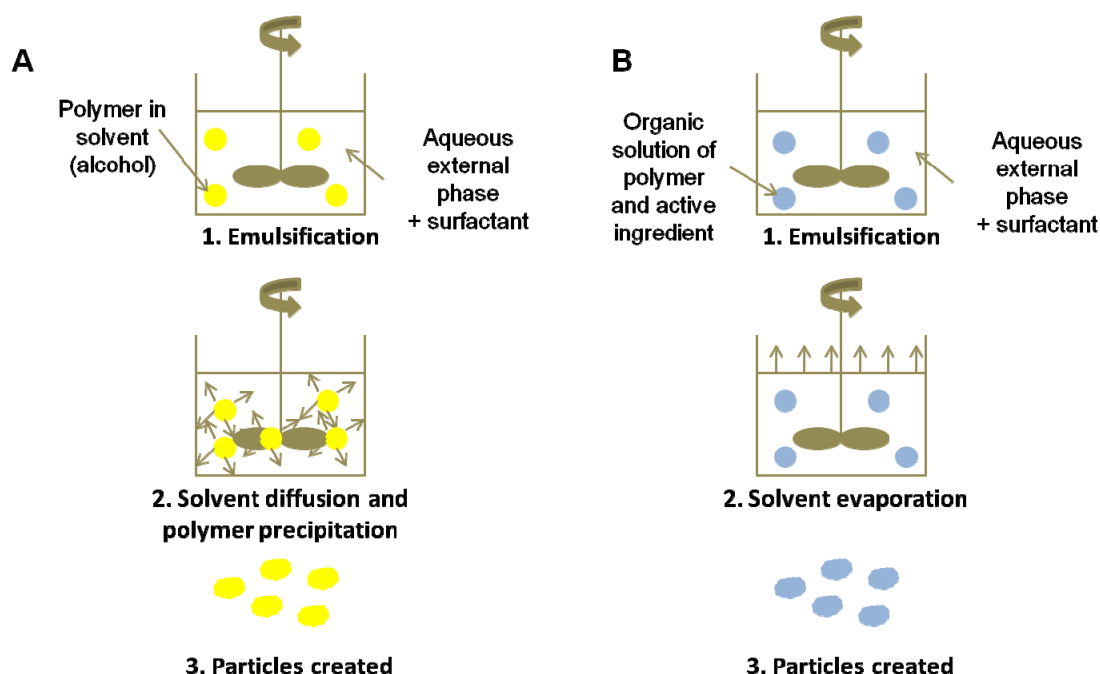 A
Polymer in
solvent
(alcohol)
Aqueous
external
phase
+ surfactant
1. Emulsification
2. Solvent diffusion and
polymer precipitation
3. Particles created
B
Organic
solution of
polymer
and active
ingredient
Aqueous
external
phase
+ surfactant
1. Emulsification
2. Solvent evaporation
3. Particles created